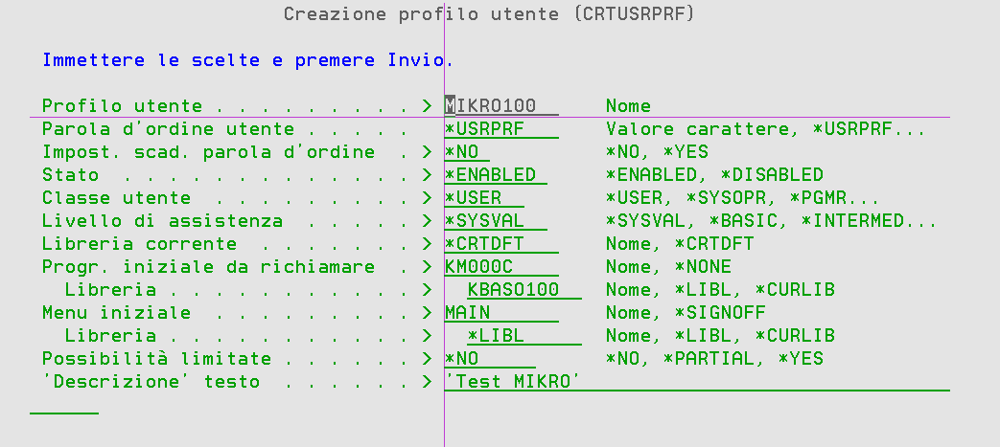 Creazione profilo utente (CRTUSRPRF)
Immettere le scelte e premere Invio.
Profilo utente . . . . . . . . . > MIKRO100 Nome
Parola d'ordine utente . . . . . *USRPRF Valore carattere, *USRPRF...
Impost. scad. parola d'ordine . > *NO *NO, *YES
Stato . . . . . . . . . . . . . > *ENABLED *ENABLED, *DISABLED
Classe utente . . . . . . . . . > *USER *USER, *SYSOPR, *PGMR...
Livello di assistenza . . . . . > *SYSVAL *SYSVAL, *BASIC, *INTERMED...
Libreria corrente . . . . . . . > *CRTDFT Nome, *CRTDFT
Progr. iniziale da richiamare . > KM000C Nome, *NONE
Libreria . . . . . . . . . . . > KBASO100 Nome, *LIBL, *CURLIB
Menu iniziale . . . . . . . . . > MAIN Nome, *SIGNOFF
Libreria . . . . . . . . . . . > *LIBL Nome, *LIBL, *CURLIB
Possibilità limitate . . . . . . > *NO *NO, *PARTIAL, *YES
'Descrizione' testo . . . . . . > 'Test MIKRO'